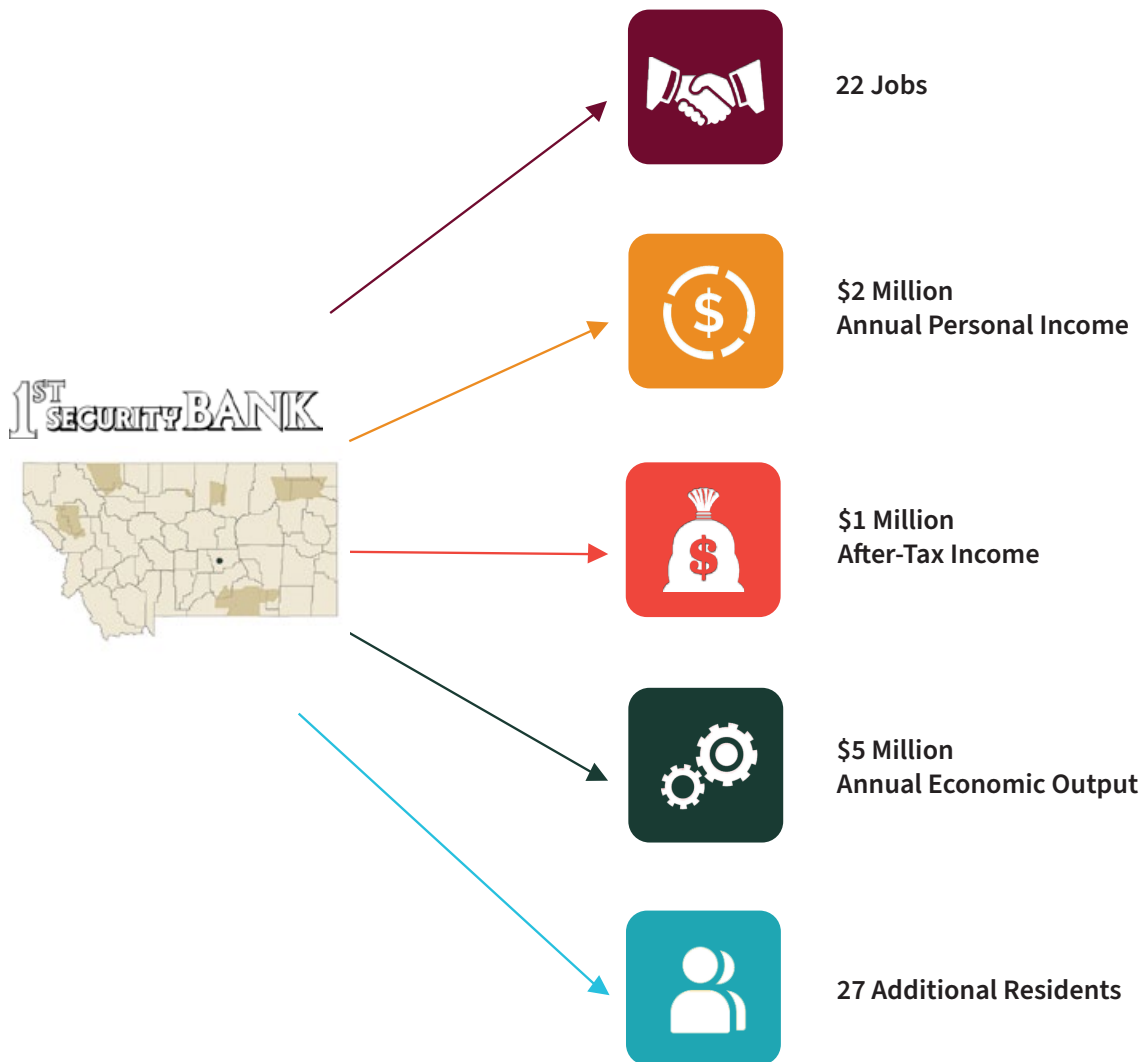 1ST
SECURITY BANK
22 Jobs
$
$2 Million
Annual Personal Income
$
$1 Million
After-Tax Income
$5 Million
Annual Economic Output
27 Additional Residents